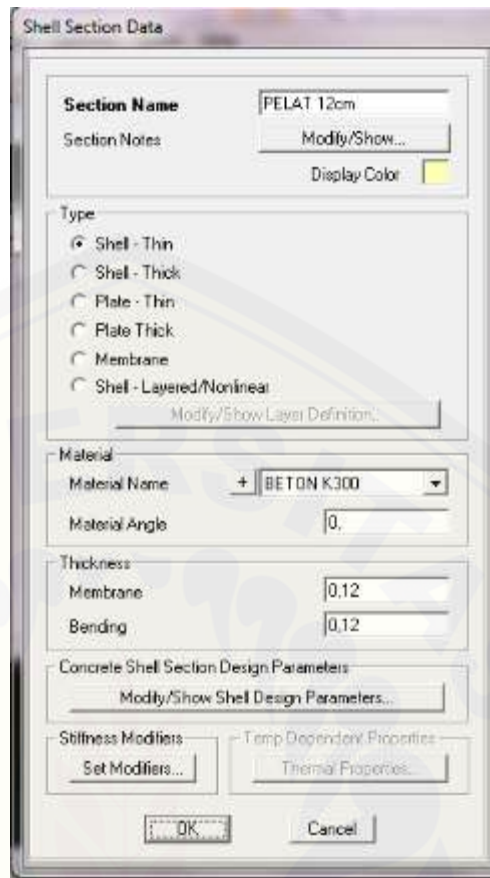 Shell Section Data
Section Name PELAT 12cm
Section Notes Modify/Show...
Display Color
Type
Shell - Thin
Shell - Thick
Plate - Thin
Plate Thick
Membrane
Shell - Layered/Nonlinear
Modify/Show Layer Definition...
Material
Material Name + BETON K300
Material Angle 0,
Thickness
Membrane 0,12
Bending 0,12
Concrete Shell Section Design Parameters
Modify/Show Shell Design Parameters...
Stiffness Modifiers Temp Dependent Properties
Set Modifiers... Thermal Properties...
OK Cancel